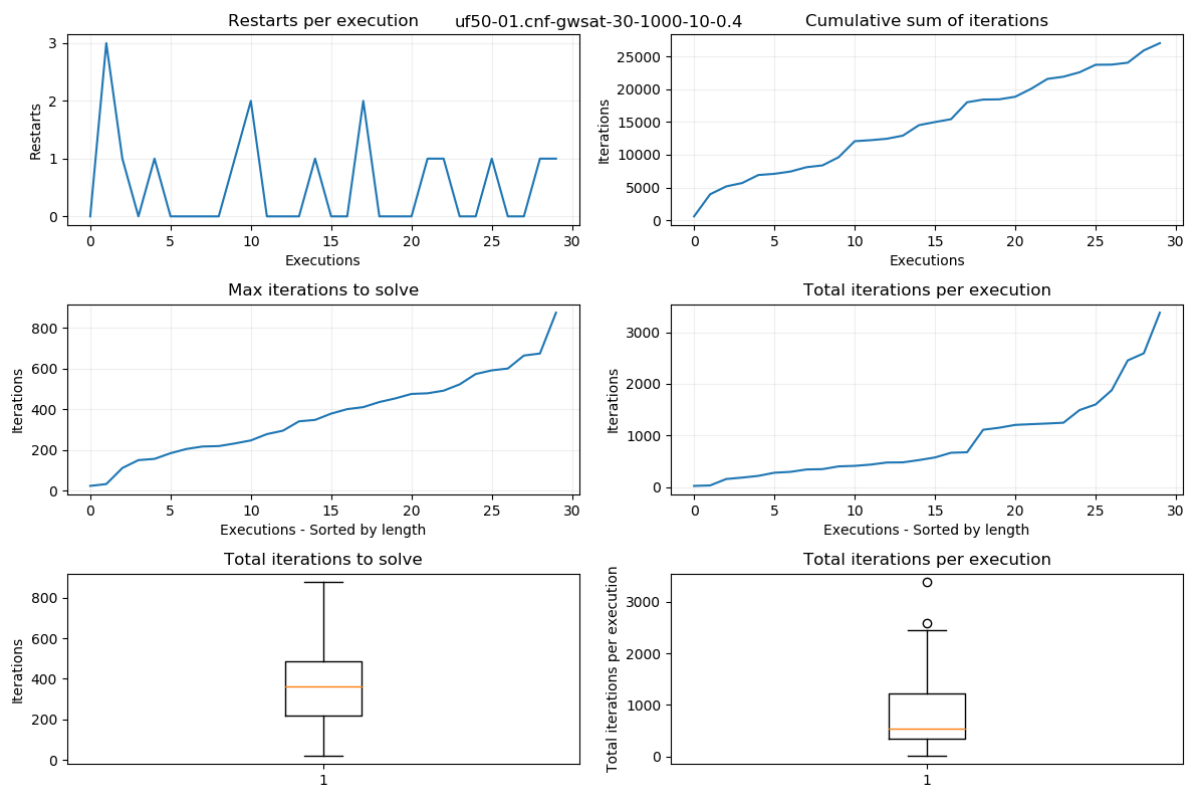 Restarts per execution
uf50-01.cnf-gwsat-30-1000-10-0.4
Cumulative sum of iterations
3
2
1
0
Restarts
0 5 10 15 20 25 30
Executions
25000
20000
15000
10000
5000
0
Iterations
0 5 10 15 20 25 30
Executions
Max iterations to solve
800
600
400
200
0
Iterations
0 5 10 15 20 25 30
Executions - Sorted by length
Total iterations per execution
3000
2000
1000
0
Iterations
0 5 10 15 20 25 30
Executions - Sorted by length
Total iterations to solve
800
600
400
200
0
Iterations
1
Total iterations per execution
3000
2000
1000
0
Total iterations per execution
1